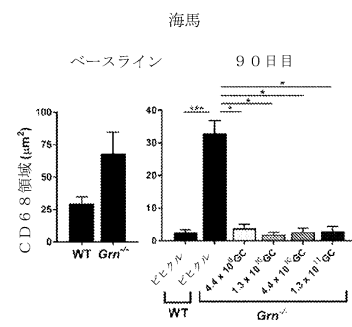 海馬
ベースライン
90日目
CD68領域(μm²)
100
75
50
25
0
WT Grn-/-
40
30
20
10
0
***
*
*
*
*
ビヒクル
ビヒクル
4.4 x 10⁹GC
1.3 x 10¹⁰GC
4.4 x 10¹⁰GC
1.3 x 10¹¹GC
WT
Grn-/-